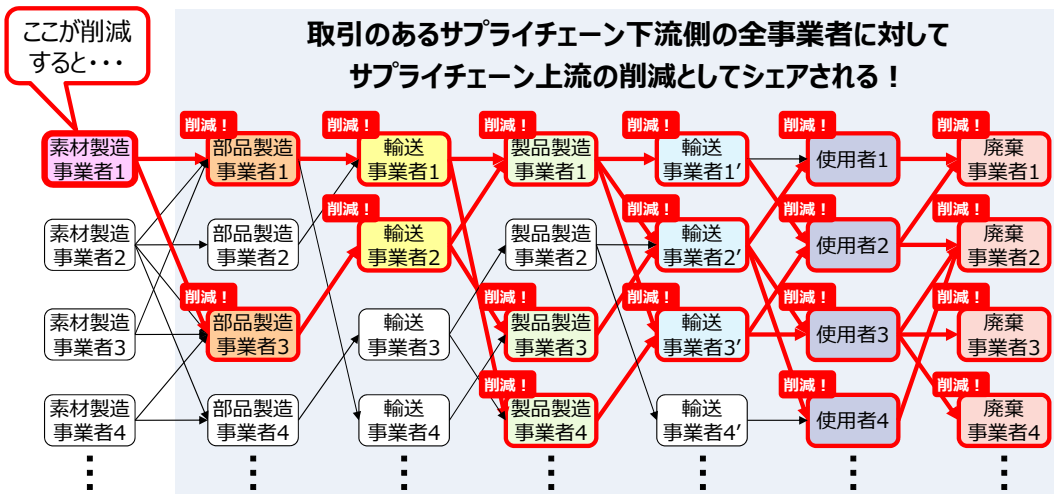 ここが削減
すると・・・
取引のあるサプライチェーン下流側の全事業者に対して
サプライチェーン上流の削減としてシェアされる！
素材製造
事業者1
削減！
部品製造
事業者1
削減！
輸送
事業者1
削減！
製品製造
事業者1
削減！
輸送
事業者1’
削減！
使用者1
削減！
廃棄
事業者1
素材製造
事業者2
部品製造
事業者2
削減！
輸送
事業者2
製品製造
事業者2
削減！
輸送
事業者2’
削減！
使用者2
削減！
廃棄
事業者2
素材製造
事業者3
削減！
部品製造
事業者3
輸送
事業者3
削減！
製品製造
事業者3
削減！
輸送
事業者3’
削減！
使用者3
削減！
廃棄
事業者3
素材製造
事業者4
部品製造
事業者4
輸送
事業者4
削減！
製品製造
事業者4
輸送
事業者4’
削減！
使用者4
削減！
廃棄
事業者4